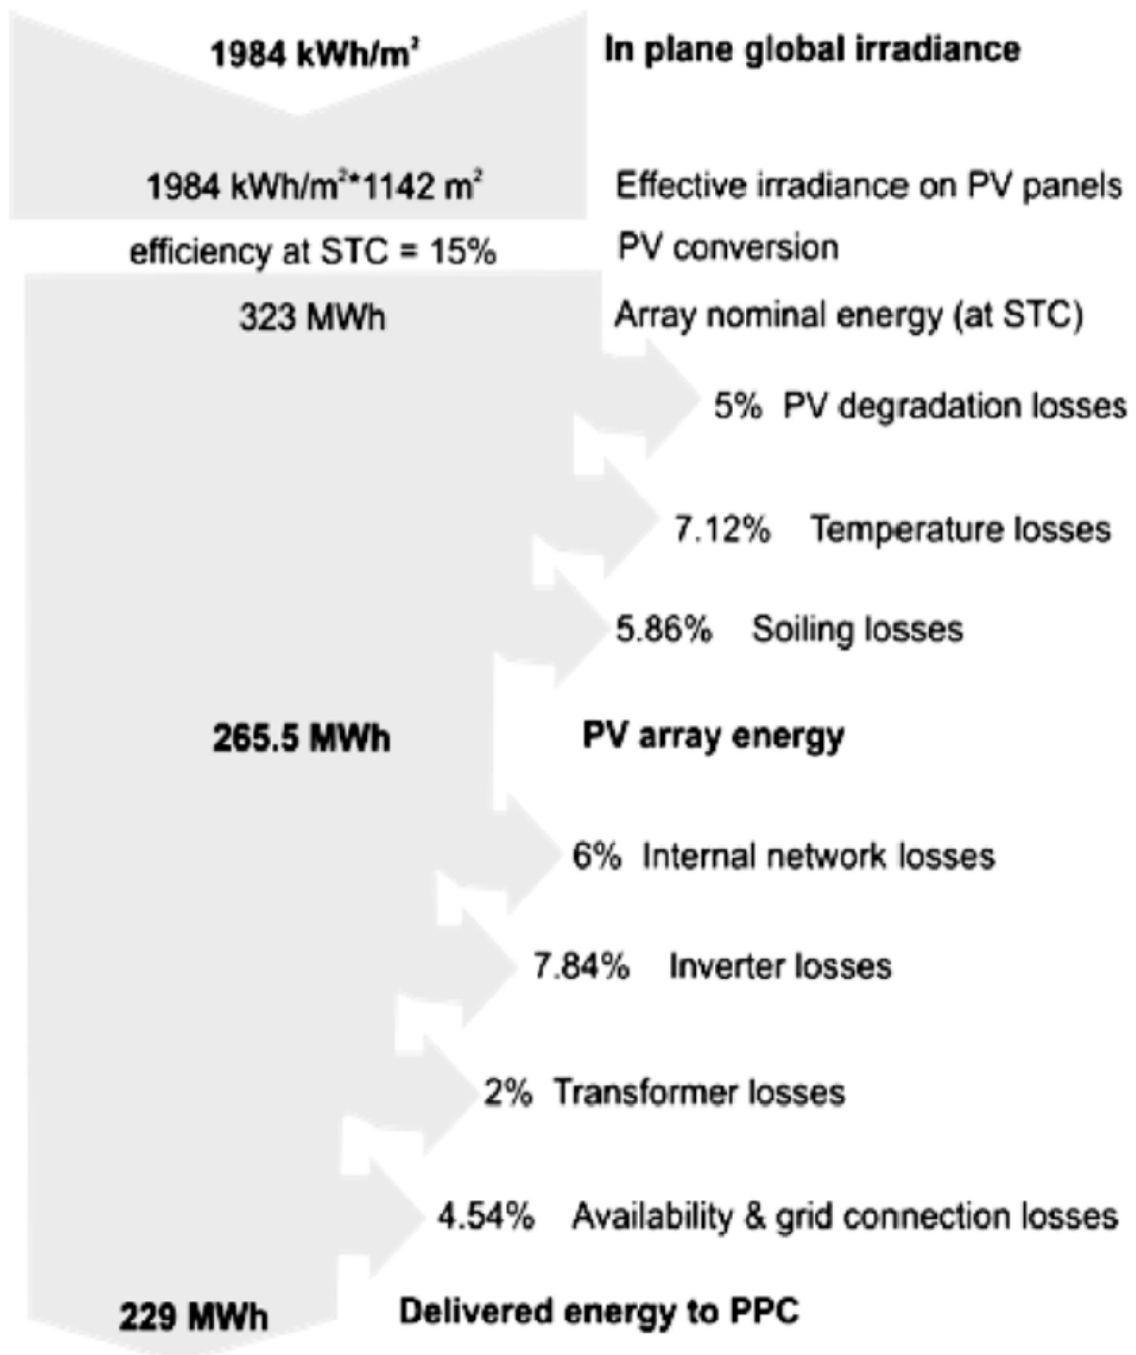 1984 kWh/m² In plane global irradiance
1984 kWh/m²*1142 m² Effective irradiance on PV panels
efficiency at STC = 15% PV conversion
323 MWh Array nominal energy (at STC)
5% PV degradation losses
7.12% Temperature losses
5.86% Soiling losses
265.5 MWh PV array energy
6% Internal network losses
7.84% Inverter losses
2% Transformer losses
4.54% Availability & grid connection losses
229 MWh Delivered energy to PPC